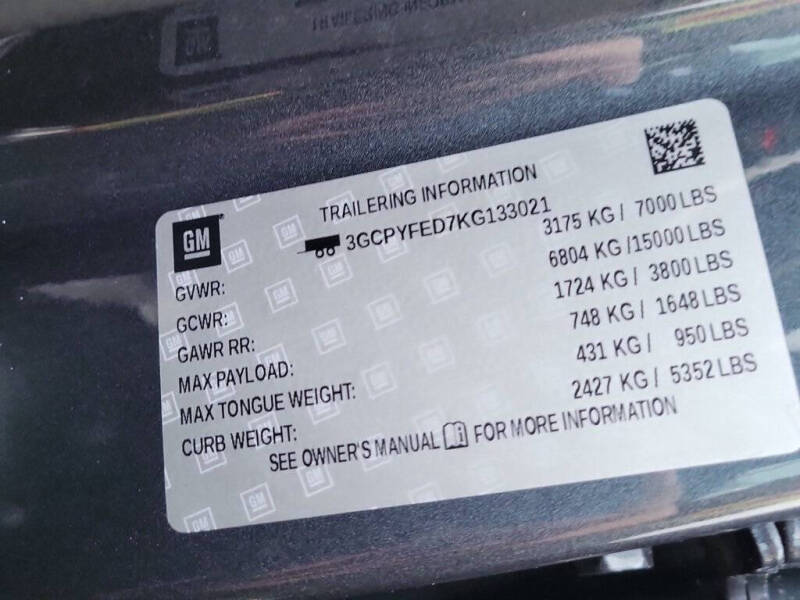 GM
TRAILERING INFORMATION
3GCPYFED7KG133021
GVWR: 3175 KG / 7000 LBS
GCWR: 6804 KG /15000 LBS
GAWR RR: 1724 KG / 3800 LBS
MAX PAYLOAD: 748 KG / 1648 LBS
MAX TONGUE WEIGHT: 431 KG / 950 LBS
CURB WEIGHT: 2427 KG / 5352 LBS
SEE OWNER'S MANUAL FOR MORE INFORMATION